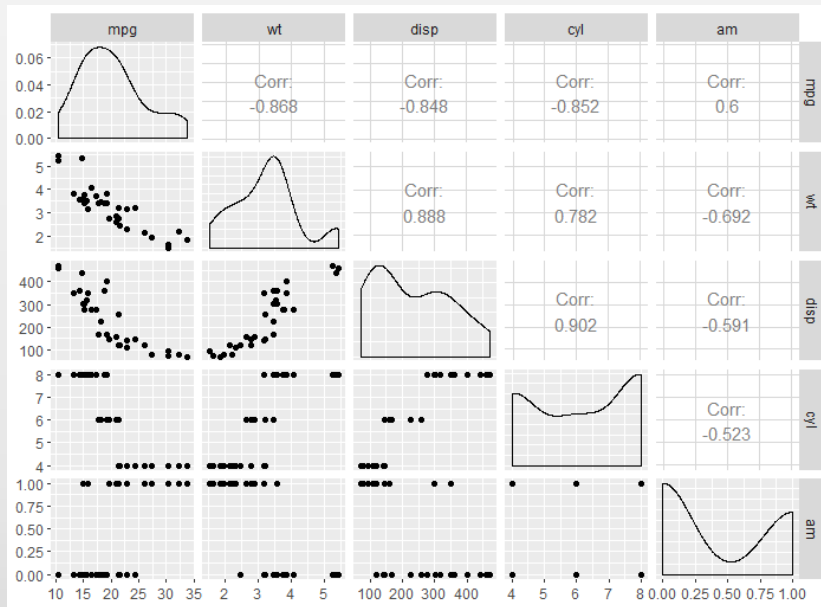 mpg wt disp cyl am
0.06
0.04
0.02
0.00
Corr:
-0.868
Corr:
-0.848
Corr:
-0.852
Corr:
0.6
mpg
5
4
3
2
Corr:
0.888
Corr:
0.782
Corr:
-0.692
wt
400
300
200
100
Corr:
0.902
Corr:
-0.591
disp
8
7
6
5
4
Corr:
-0.523
cyl
1.00
0.75
0.50
0.25
0.00
am
10 15 20 25 30 35 2 3 4 5 100 200 300 400 4 5 6 7 8 0.00 0.25 0.50 0.75 1.00